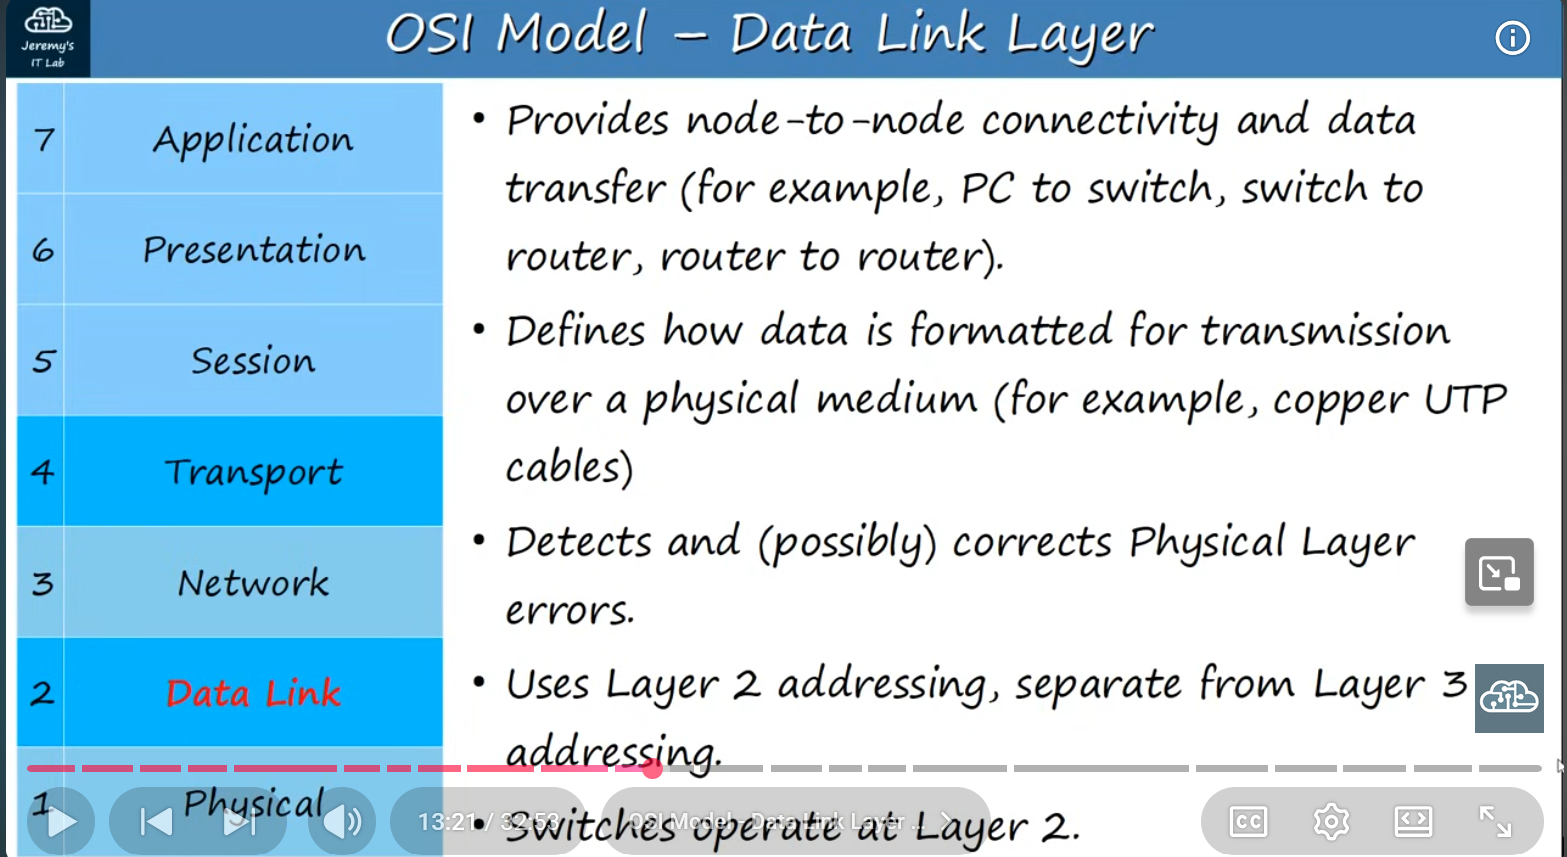 Jeremy's
IT Lab
OSI Model – Data Link Layer
7 Application
6 Presentation
5 Session
4 Transport
3 Network
2 Data Link
1 Physical
• Provides node-to-node connectivity and data
transfer (for example, PC to switch, switch to
router, router to router).
• Defines how data is formatted for transmission
over a physical medium (for example, copper UTP
cables)
• Detects and (possibly) corrects Physical Layer
errors.
• Uses Layer 2 addressing, separate from Layer 3
addressing.
• Switches operate at Layer 2.
13:21 / 32:53
OSI Model - Data Link Layer ...
CC